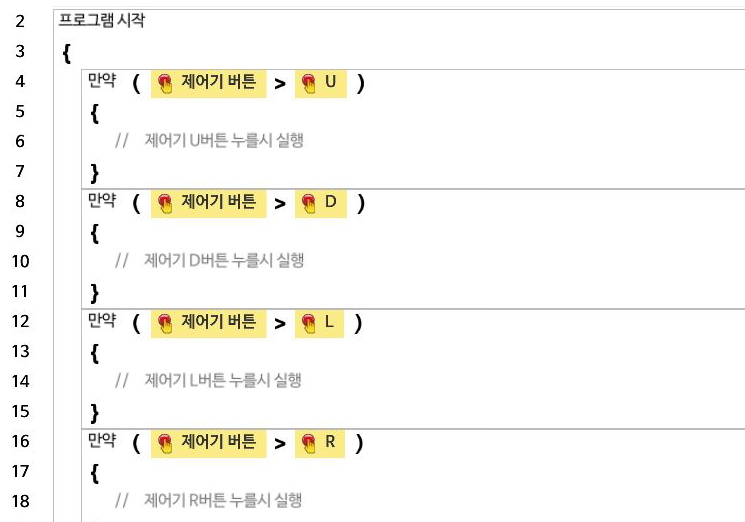 2 프로그램 시작
3 {
4 만약 ( 제어기 버튼 > U )
5 {
6 // 제어기 U버튼 누를시 실행
7 }
8 만약 ( 제어기 버튼 > D )
9 {
10 // 제어기 D버튼 누를시 실행
11 }
12 만약 ( 제어기 버튼 > L )
13 {
14 // 제어기 L버튼 누를시 실행
15 }
16 만약 ( 제어기 버튼 > R )
17 {
18 // 제어기 R버튼 누를시 실행